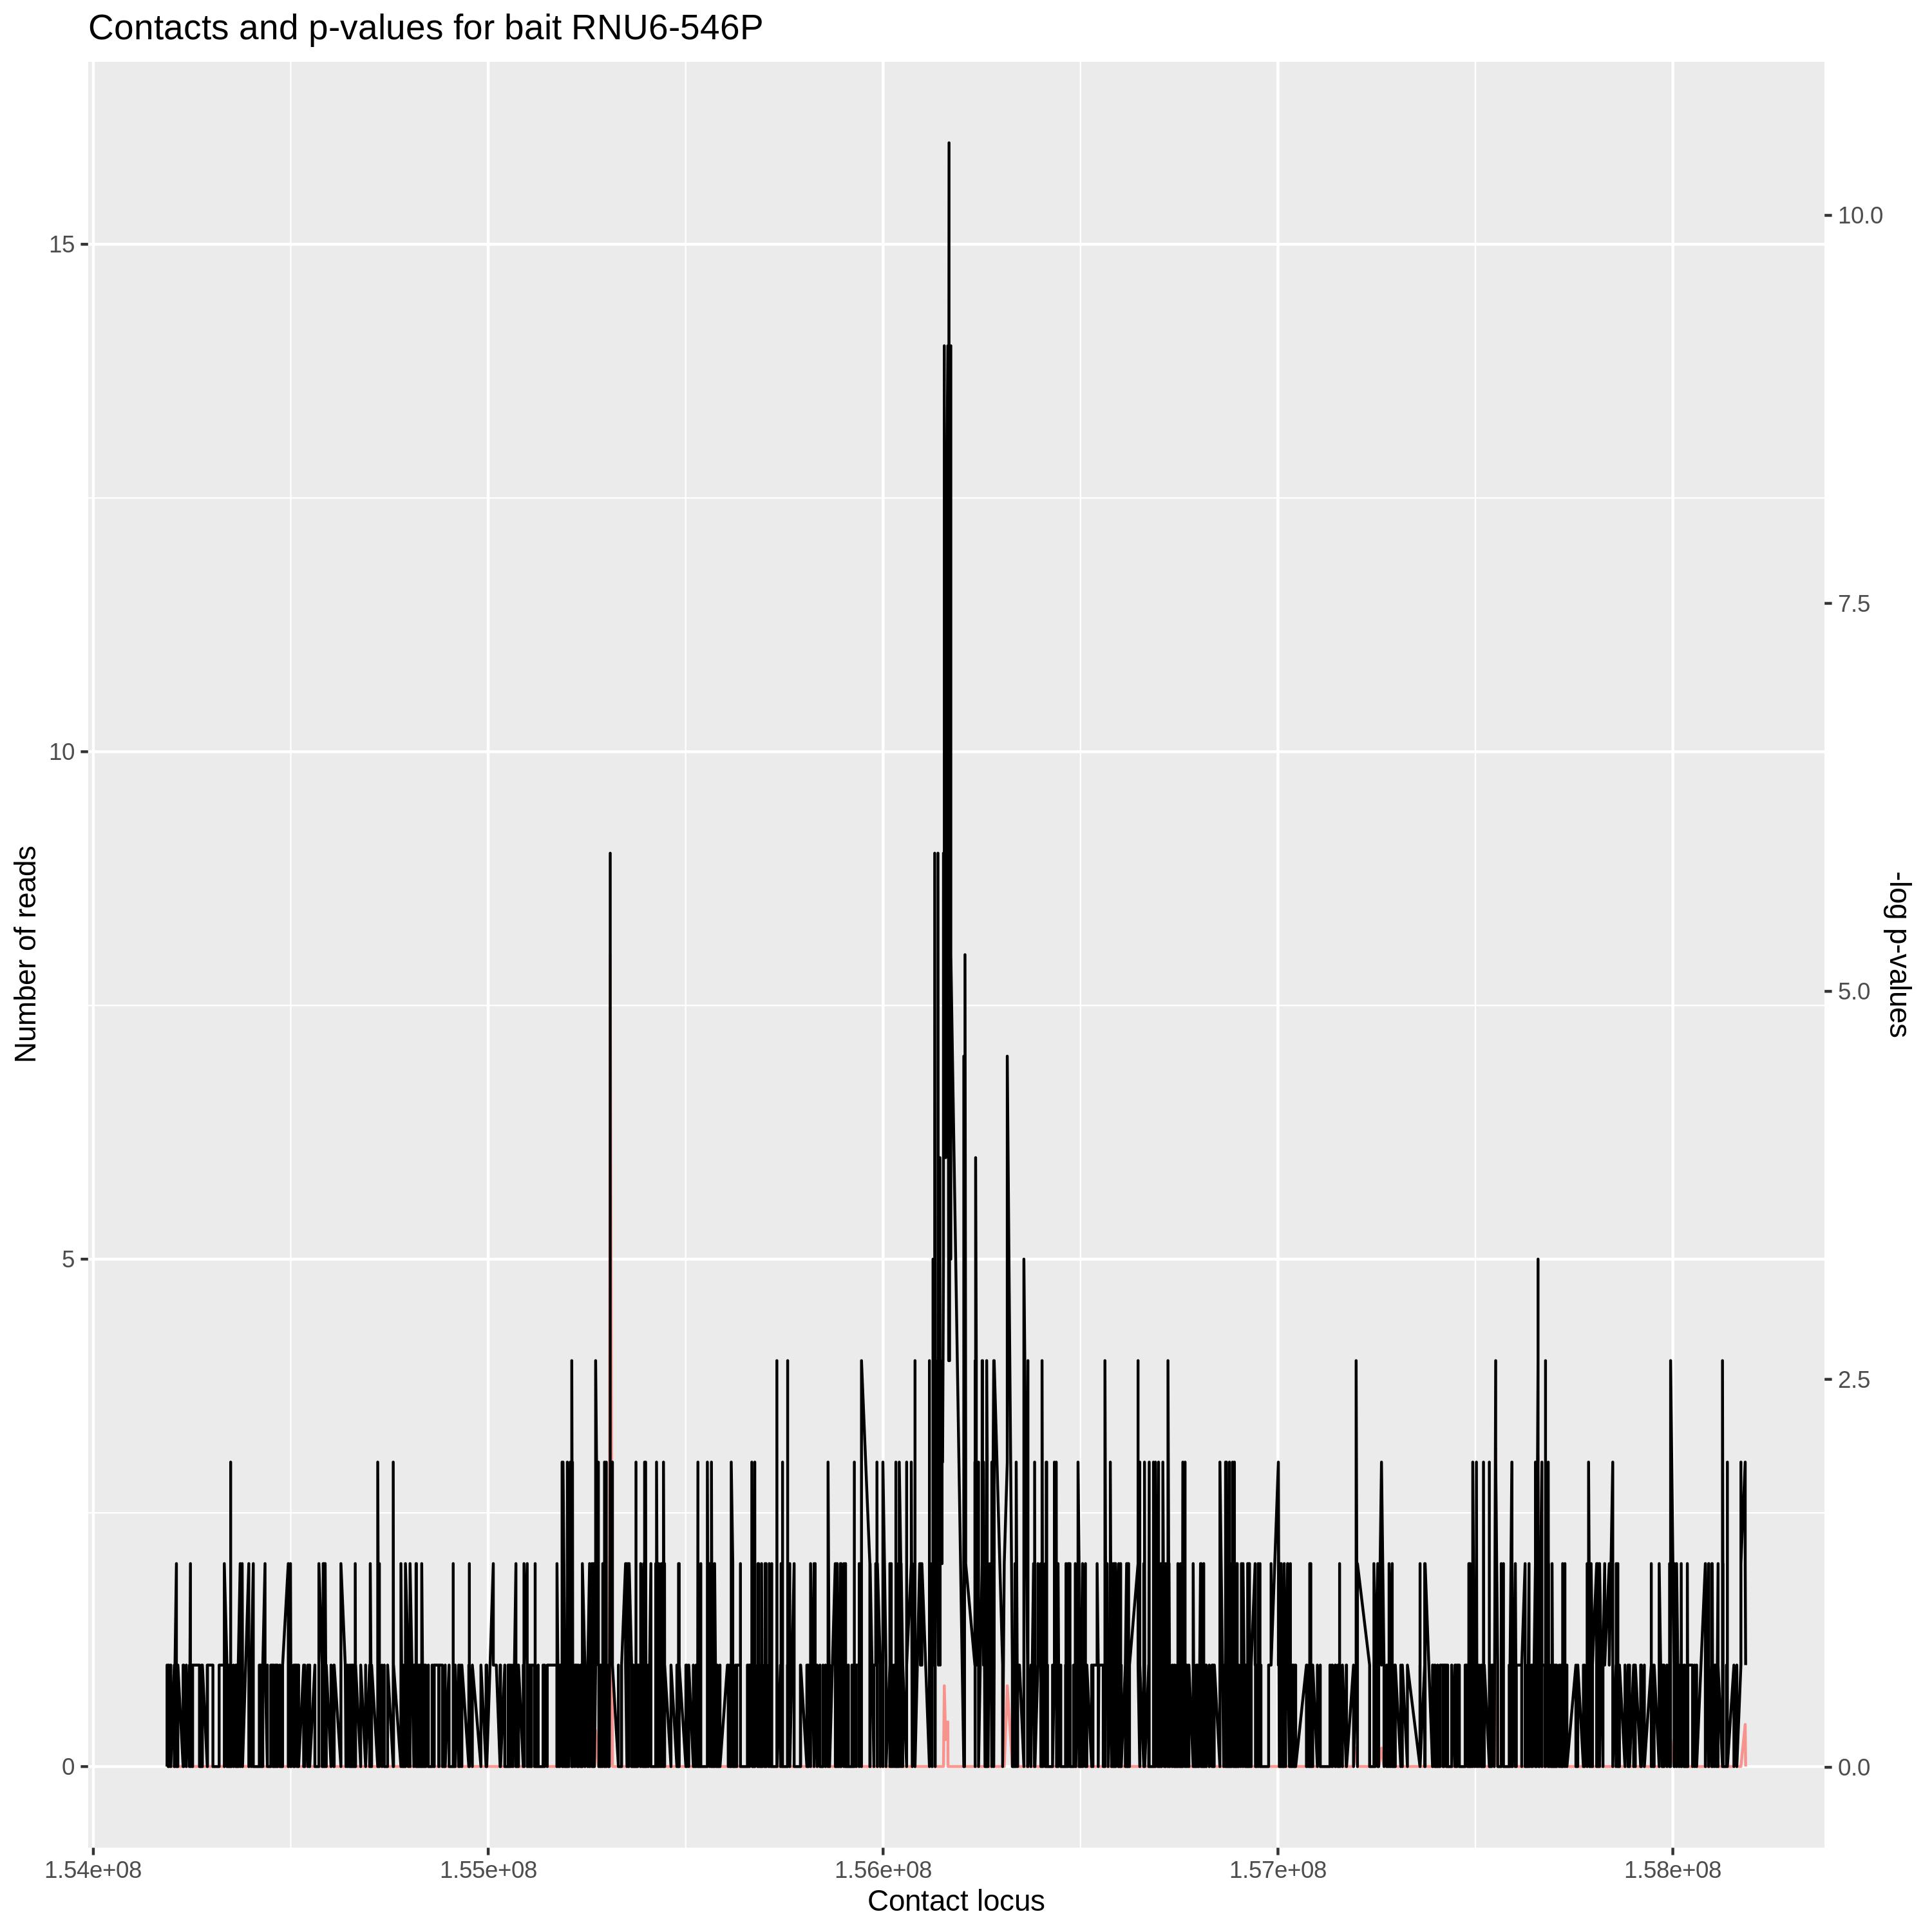 Contacts and p-values for bait RNU6-546P
15
10
5
0
Number of reads
10.0
7.5
5.0
2.5
0.0
-log p-values
1.54e+08
1.55e+08
1.56e+08
1.57e+08
1.58e+08
Contact locus